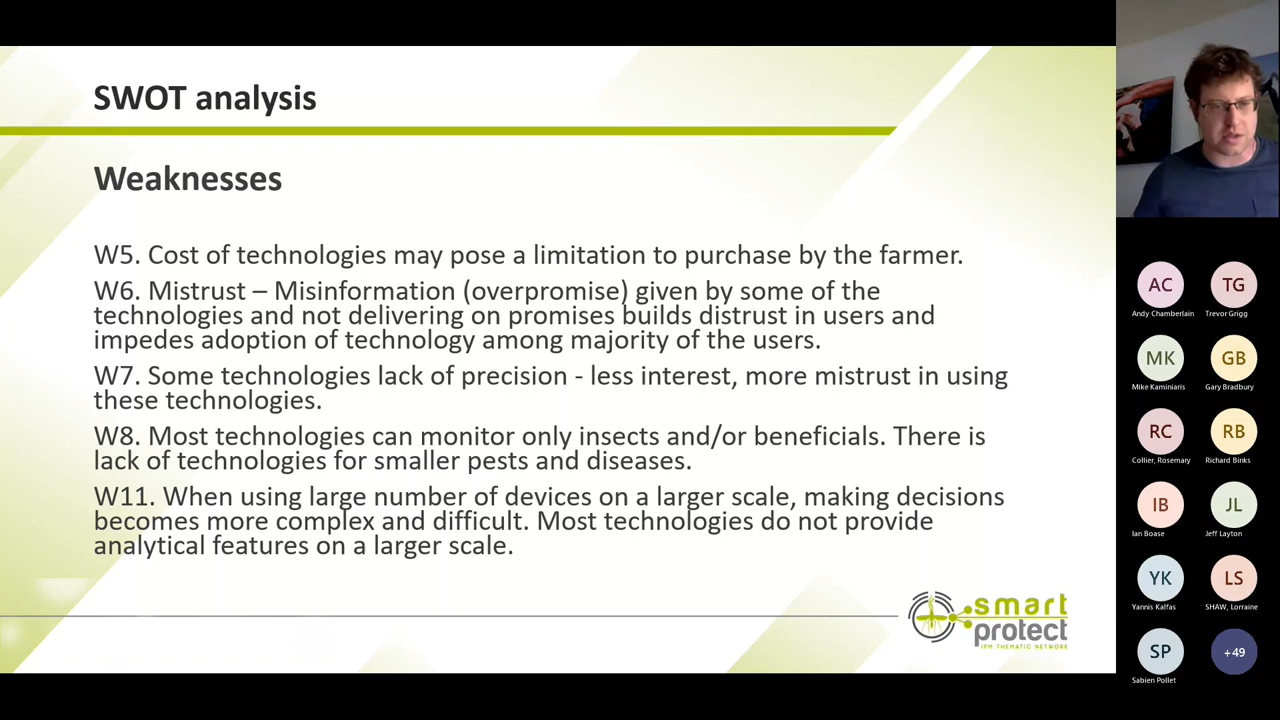 SWOT analysis
Weaknesses
W5. Cost of technologies may pose a limitation to purchase by the farmer.
W6. Mistrust – Misinformation (overpromise) given by some of the
technologies and not delivering on promises builds distrust in users and
impedes adoption of technology among majority of the users.
W7. Some technologies lack of precision - less interest, more mistrust in using
these technologies.
W8. Most technologies can monitor only insects and/or beneficials. There is
lack of technologies for smaller pests and diseases.
W11. When using large number of devices on a larger scale, making decisions
becomes more complex and difficult. Most technologies do not provide
analytical features on a larger scale.
smart
protect
IPM THEMATIC NETWORK
AC TG
Andy Chamberlain Trevor Grigg
MK GB
Mike Kaminiaris Gary Bradbury
RC RB
Collier, Rosemary Richard Binks
IB JL
Ian Boase Jeff Layton
YK LS
Yannis Kalfas SHAW, Lorraine
SP +49
Sabien Pollet